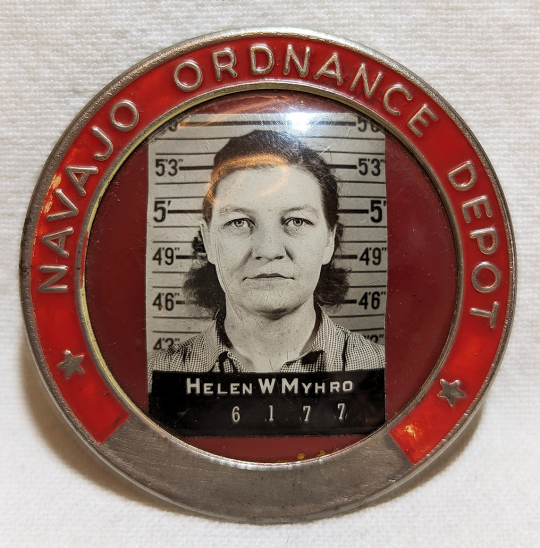 NAVAJO ORDNANCE DEPOT
5'3" 5'3"
5' 5'
4'9" 4'9"
4'6" 4'6"
HELEN W MYHRO
6177